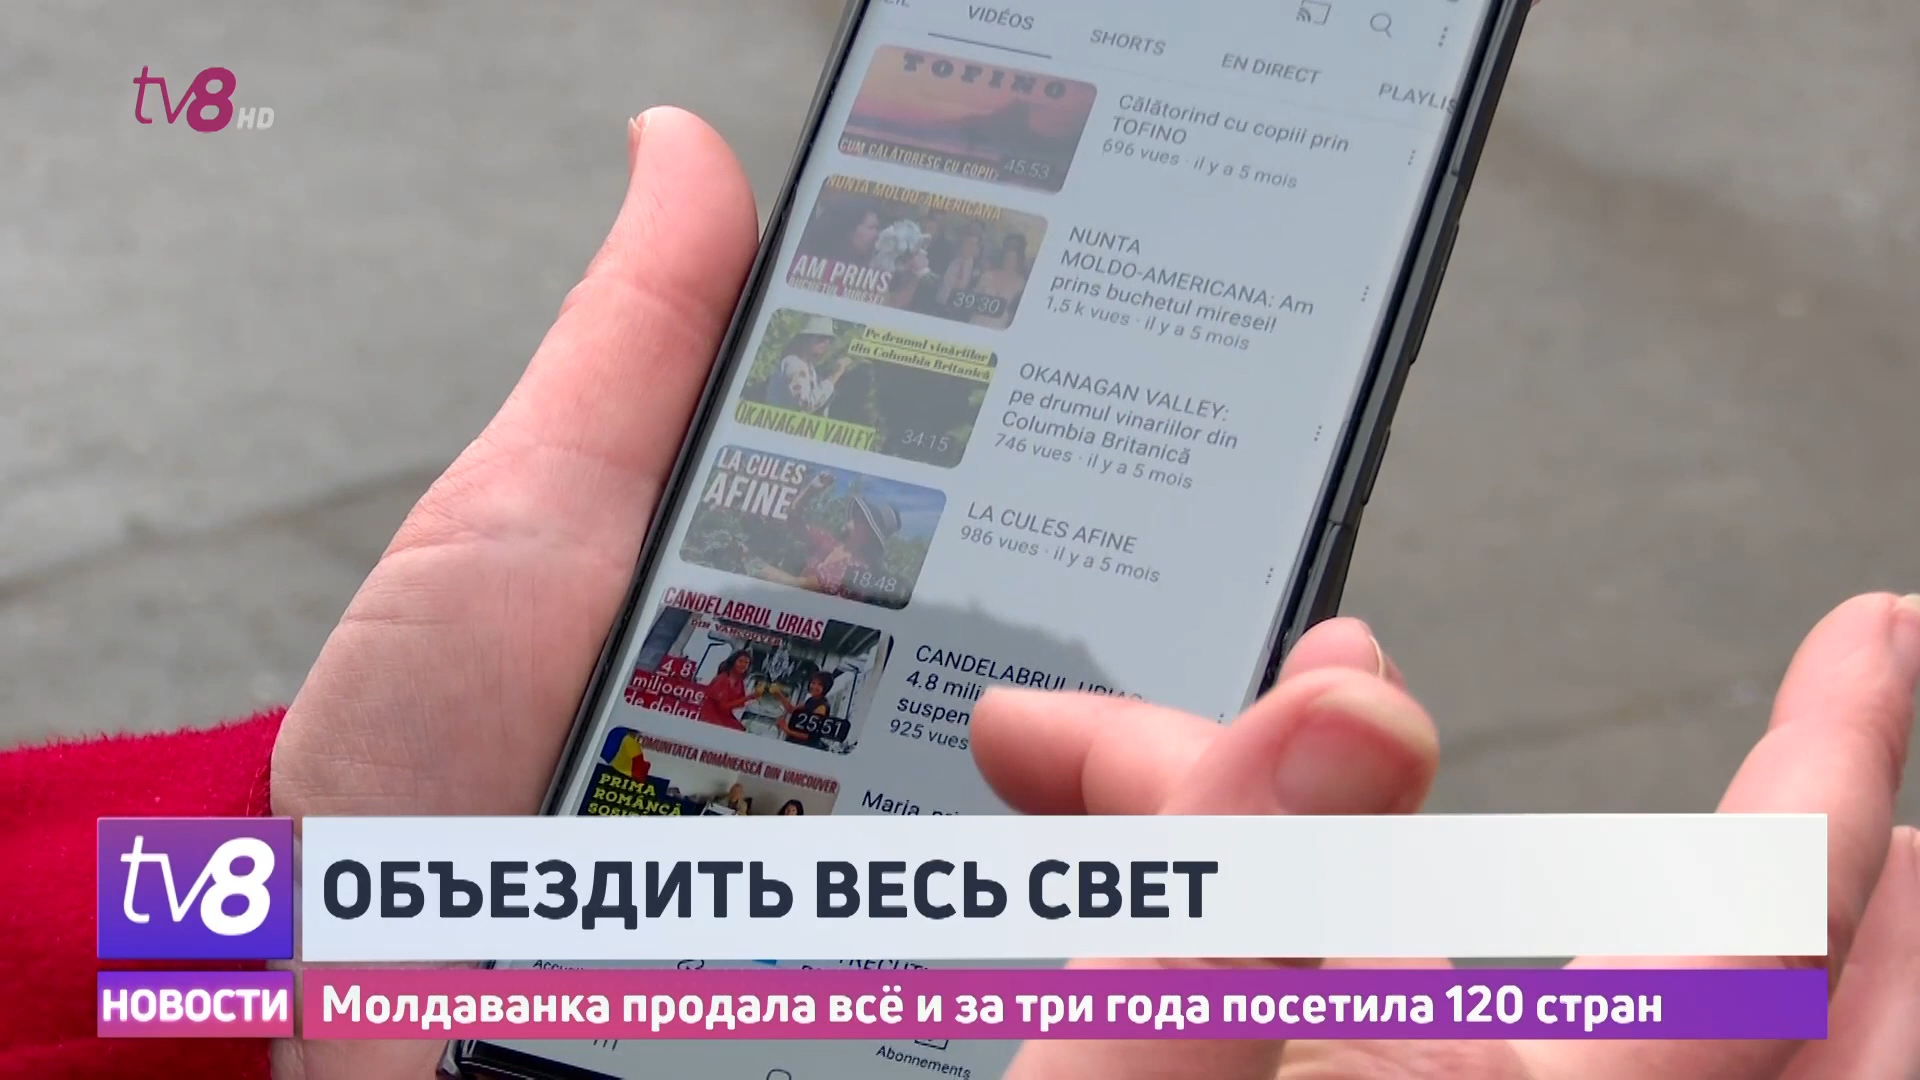 tv8 HD
VIDÉOS
SHORTS
EN DIRECT
PLAYLIS
TOFINO
CUM CĂLĂTORESC CU COPII?
45:53
Călătorind cu copiii prin
TOFINO
696 vues · il y a 5 mois
NUNTA MOLDO-AMERICANA
AM PRINS
BUCHETUL MIRESEI
39:30
NUNTA
MOLDO-AMERICANA: Am
prins buchetul miresei!
1,5 k vues · il y a 5 mois
Pe drumul vinăriilor
din Columbia Britanică
OKANAGAN VALLEY
34:15
OKANAGAN VALLEY:
pe drumul vinariilor din
Columbia Britanică
746 vues · il y a 5 mois
LA CULES
AFINE
18:48
LA CULES AFINE
986 vues · il y a 5 mois
CANDELABRUL URIAS
DIN VANCOUVER
4,8
milioane
de dolari
25:51
CANDELABRUL URIAS
4.8 mili
suspen
925 vues
COMUNITATEA ROMÂNEASCĂ DIN VANCOUVER
PRIMA
ROMÂNCĂ
SOSITĂ
Maria
tv8
ОБЪЕЗДИТЬ ВЕСЬ СВЕТ
НОВОСТИ
Молдаванка продала всё и за три года посетила 120 стран
Abonnements